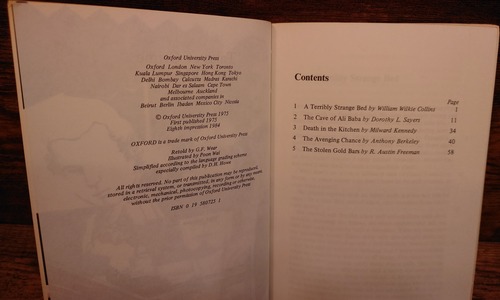 Oxford University Press
Oxford London New York Toronto
Kuala Lumpur Singapore Hong Kong Tokyo
Delhi Bombay Calcutta Madras Karachi
Nairobi Dar es Salaam Cape Town
Melbourne Auckland
and associated companies in
Beirut Berlin Ibadan Mexico City Nicosia
© Oxford University Press 1975
First published 1975
Eighth impression 1984
OXFORD is a trade mark of Oxford University Press
Retold by G.F. Wear
Illustrated by Poon Wai
Simplified according to the language grading scheme
especially compiled by D.H. Howe
All rights reserved. No part of this publication may be reproduced,
stored in a retrieval system, or transmitted, in any form or by any means,
electronic, mechanical, photocopying, recording or otherwise,
without the prior permission of Oxford University Press
ISBN 0 19 580723 1
Contents
Page
1 A Terribly Strange Bed by William Wilkie Collins 1
2 The Cave of Ali Baba by Dorothy L. Sayers 11
3 Death in the Kitchen by Milward Kennedy 34
4 The Avenging Chance by Anthony Berkeley 40
5 The Stolen Gold Bars by R. Austin Freeman 58